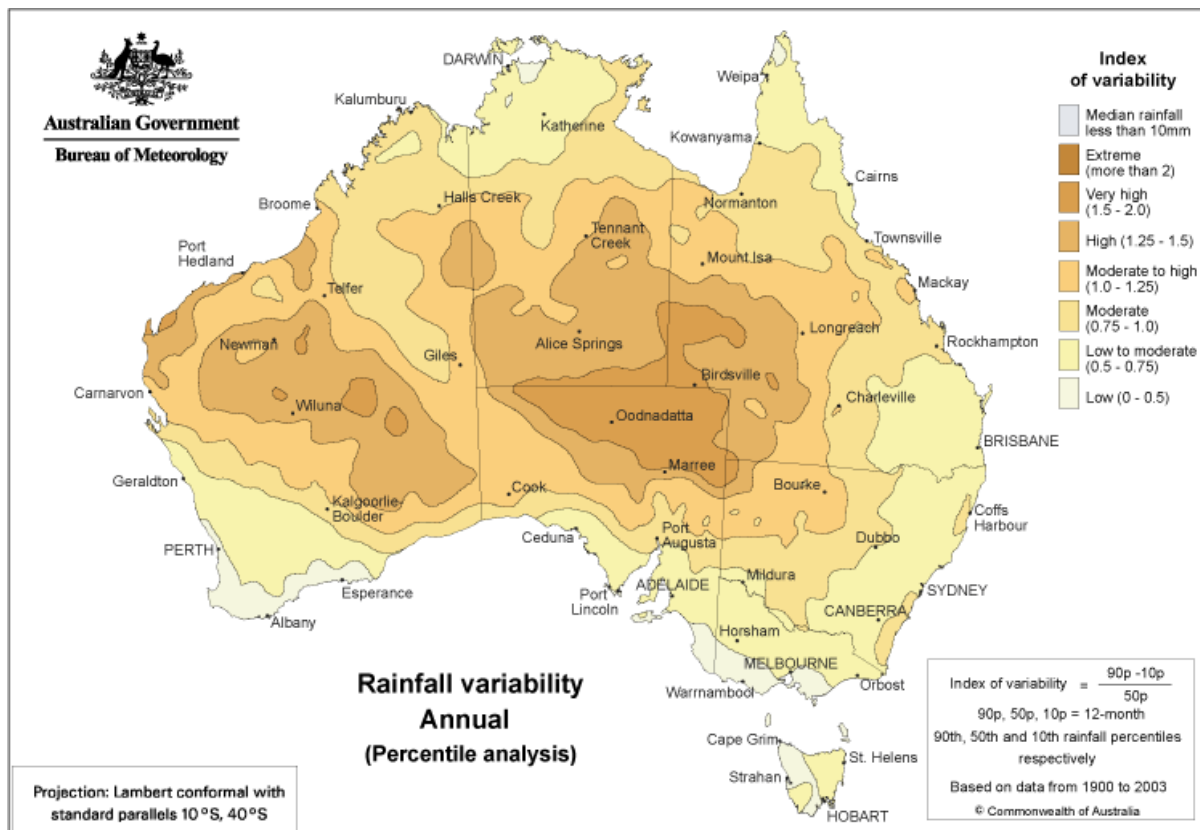 Australian Government
Bureau of Meteorology
DARWIN
Weipa
Kalumburu
Katherine
Kowanyama
Cairns
Halls Creek
Normanton
Broome
Tennant
Creek
Townsville
Port
Hedland
Mount Isa
Mackay
Telfer
Longreach
Newman
Alice Springs
Rockhampton
Giles
Birdsville
Carnarvon
Charleville
Wiluna
Oodnadatta
BRISBANE
Marree
Geraldton
Cook
Bourke
Kalgoorlie-
Boulder
Coffs
Harbour
Ceduna
Port
Augusta
Dubbo
PERTH
Mildura
Esperance
Port
Lincoln
ADELAIDE
SYDNEY
Albany
CANBERRA
Horsham
MELBOURNE
Warrnambool
Orbost
Cape Grim
St. Helens
Strahan
HOBART
Index
of variability
Median rainfall
less than 10mm
Extreme
(more than 2)
Very high
(1.5 - 2.0)
High (1.25 - 1.5)
Moderate to high
(1.0 - 1.25)
Moderate
(0.75 - 1.0)
Low to moderate
(0.5 - 0.75)
Low (0 - 0.5)
Rainfall variability
Annual
(Percentile analysis)
Projection: Lambert conformal with
standard parallels 10°S, 40°S
Index of variability = 90p -10p
50p
90p, 50p, 10p = 12-month
90th, 50th and 10th rainfall percentiles
respectively
Based on data from 1900 to 2003
© Commonwealth of Australia